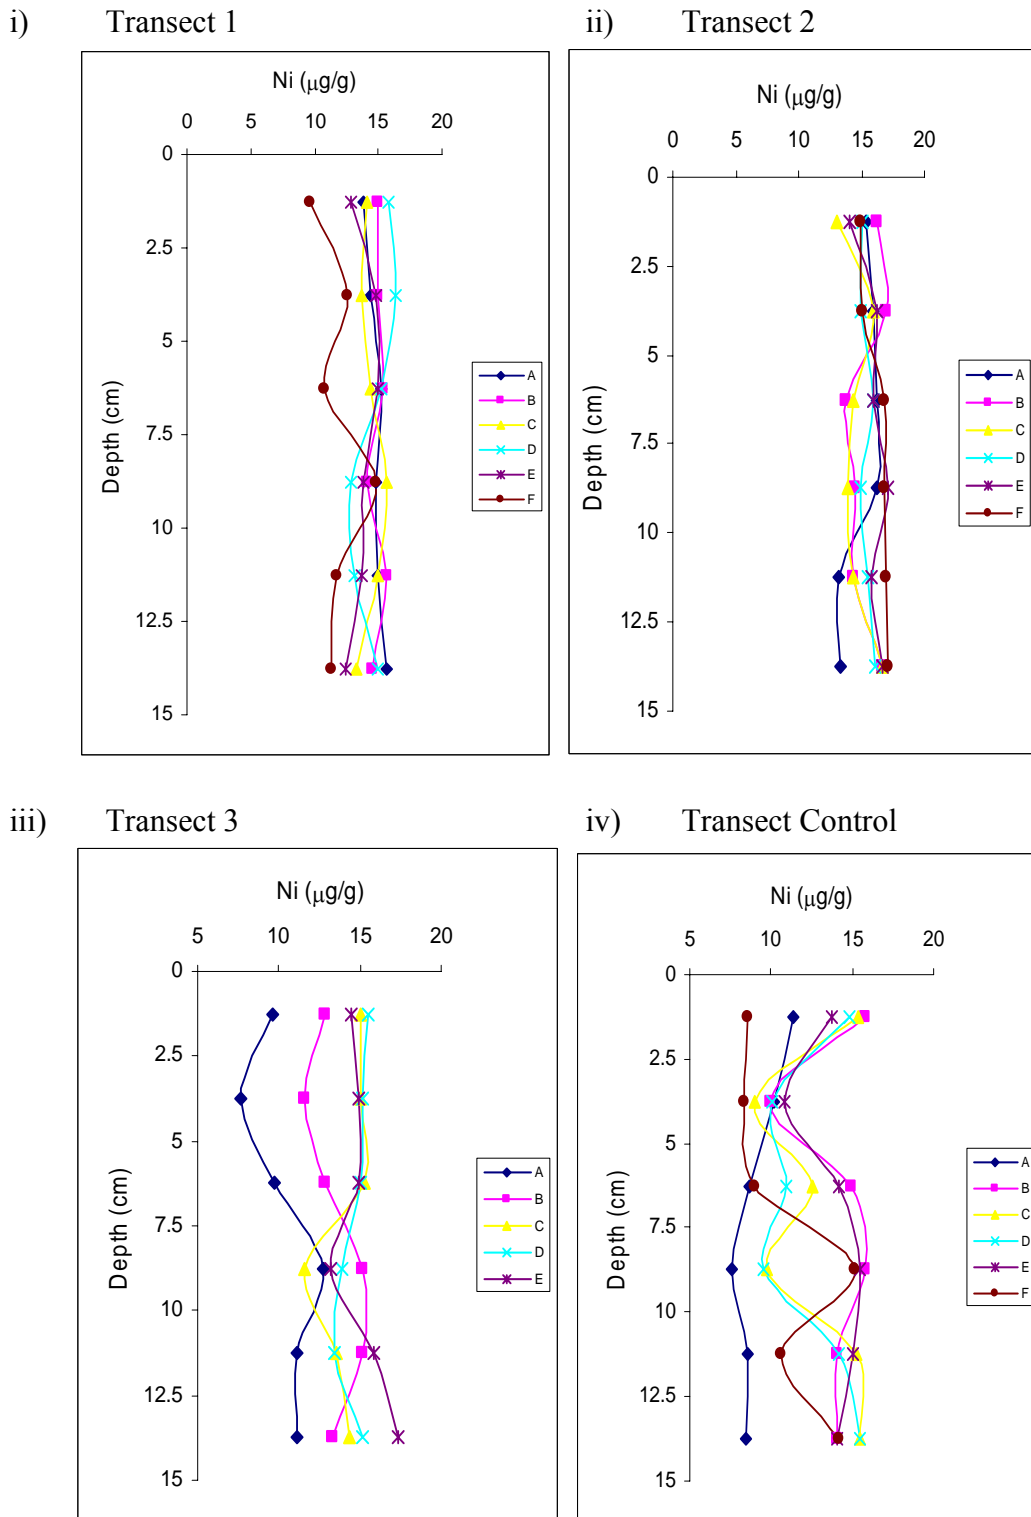 i) Transect 1
Ni (µg/g)
0 5 10 15 20
0
2.5
5
7.5
10
12.5
15
Depth (cm)
A
B
C
D
E
F
ii) Transect 2
Ni (µg/g)
0 5 10 15 20
0
2.5
5
7.5
10
12.5
15
Depth (cm)
A
B
C
D
E
F
iii) Transect 3
Ni (µg/g)
5 10 15 20
0
2.5
5
7.5
10
12.5
15
Depth (cm)
A
B
C
D
E
iv) Transect Control
Ni (µg/g)
5 10 15 20
0
2.5
5
7.5
10
12.5
15
Depth (cm)
A
B
C
D
E
F